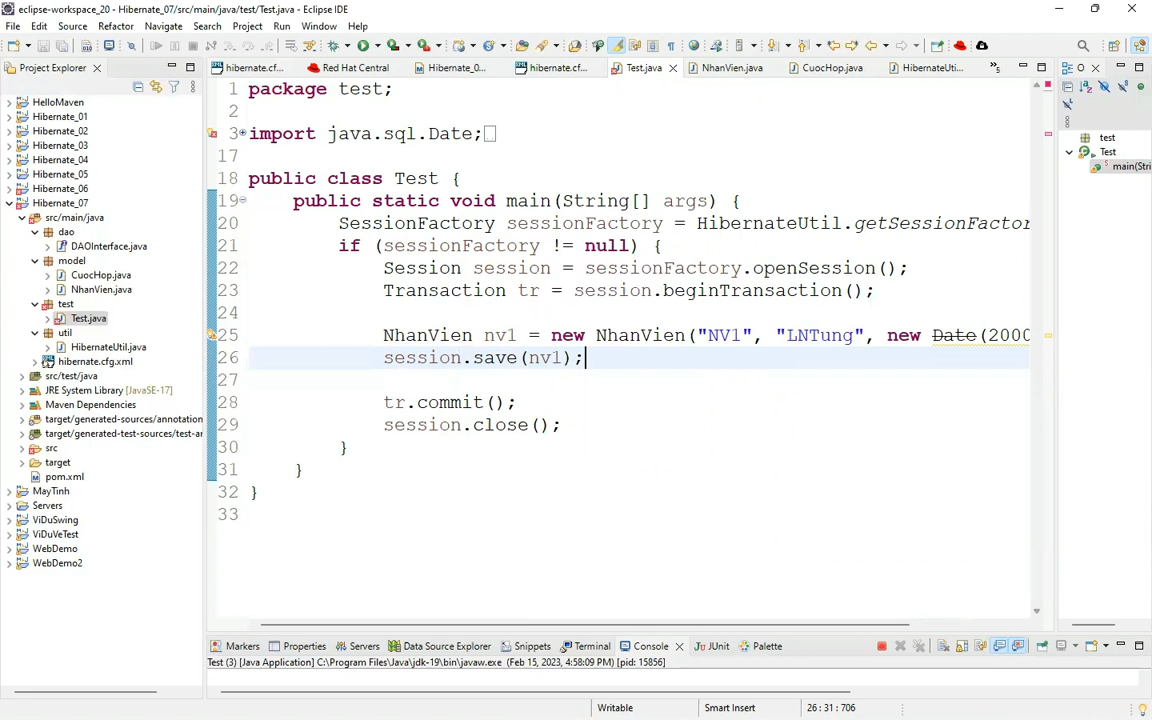 eclipse-workspace_20 - Hibernate_07/src/main/java/test/Test.java - Eclipse IDE
File Edit Source Refactor Navigate Search Project Run Window Help
Project Explorer
hibernate.cf... Red Hat Central Hibernate_0... hibernate.cf... Test.java NhanVien.java CuocHop.java HibernateUti... »5 O
HelloMaven
Hibernate_01
Hibernate_02
Hibernate_03
Hibernate_04
Hibernate_05
Hibernate_06
Hibernate_07
src/main/java
dao
DAOInterface.java
model
CuocHop.java
NhanVien.java
test
Test.java
util
HibernateUtil.java
hibernate.cfg.xml
src/test/java
JRE System Library [JavaSE-17]
Maven Dependencies
target/generated-sources/annotation
target/generated-test-sources/test-ar
src
target
pom.xml
MayTinh
Servers
ViDuSwing
ViDuVeTest
WebDemo
WebDemo2
1 package test;
2
3 import java.sql.Date;
17
18 public class Test {
19 public static void main(String[] args) {
20 SessionFactory sessionFactory = HibernateUtil.getSessionFactor
21 if (sessionFactory != null) {
22 Session session = sessionFactory.openSession();
23 Transaction tr = session.beginTransaction();
24
25 NhanVien nv1 = new NhanVien("NV1", "LNTung", new Date(2000
26 session.save(nv1);
27
28 tr.commit();
29 session.close();
30 }
31 }
32 }
33
test
Test
main(Stri
Markers Properties Servers Data Source Explorer Snippets Terminal Console JUnit Palette
Test (3) [Java Application] C:\Program Files\Java\jdk-19\bin\javaw.exe (Feb 15, 2023, 4:58:09 PM) [pid: 15856]
Writable Smart Insert 26 : 31 : 706